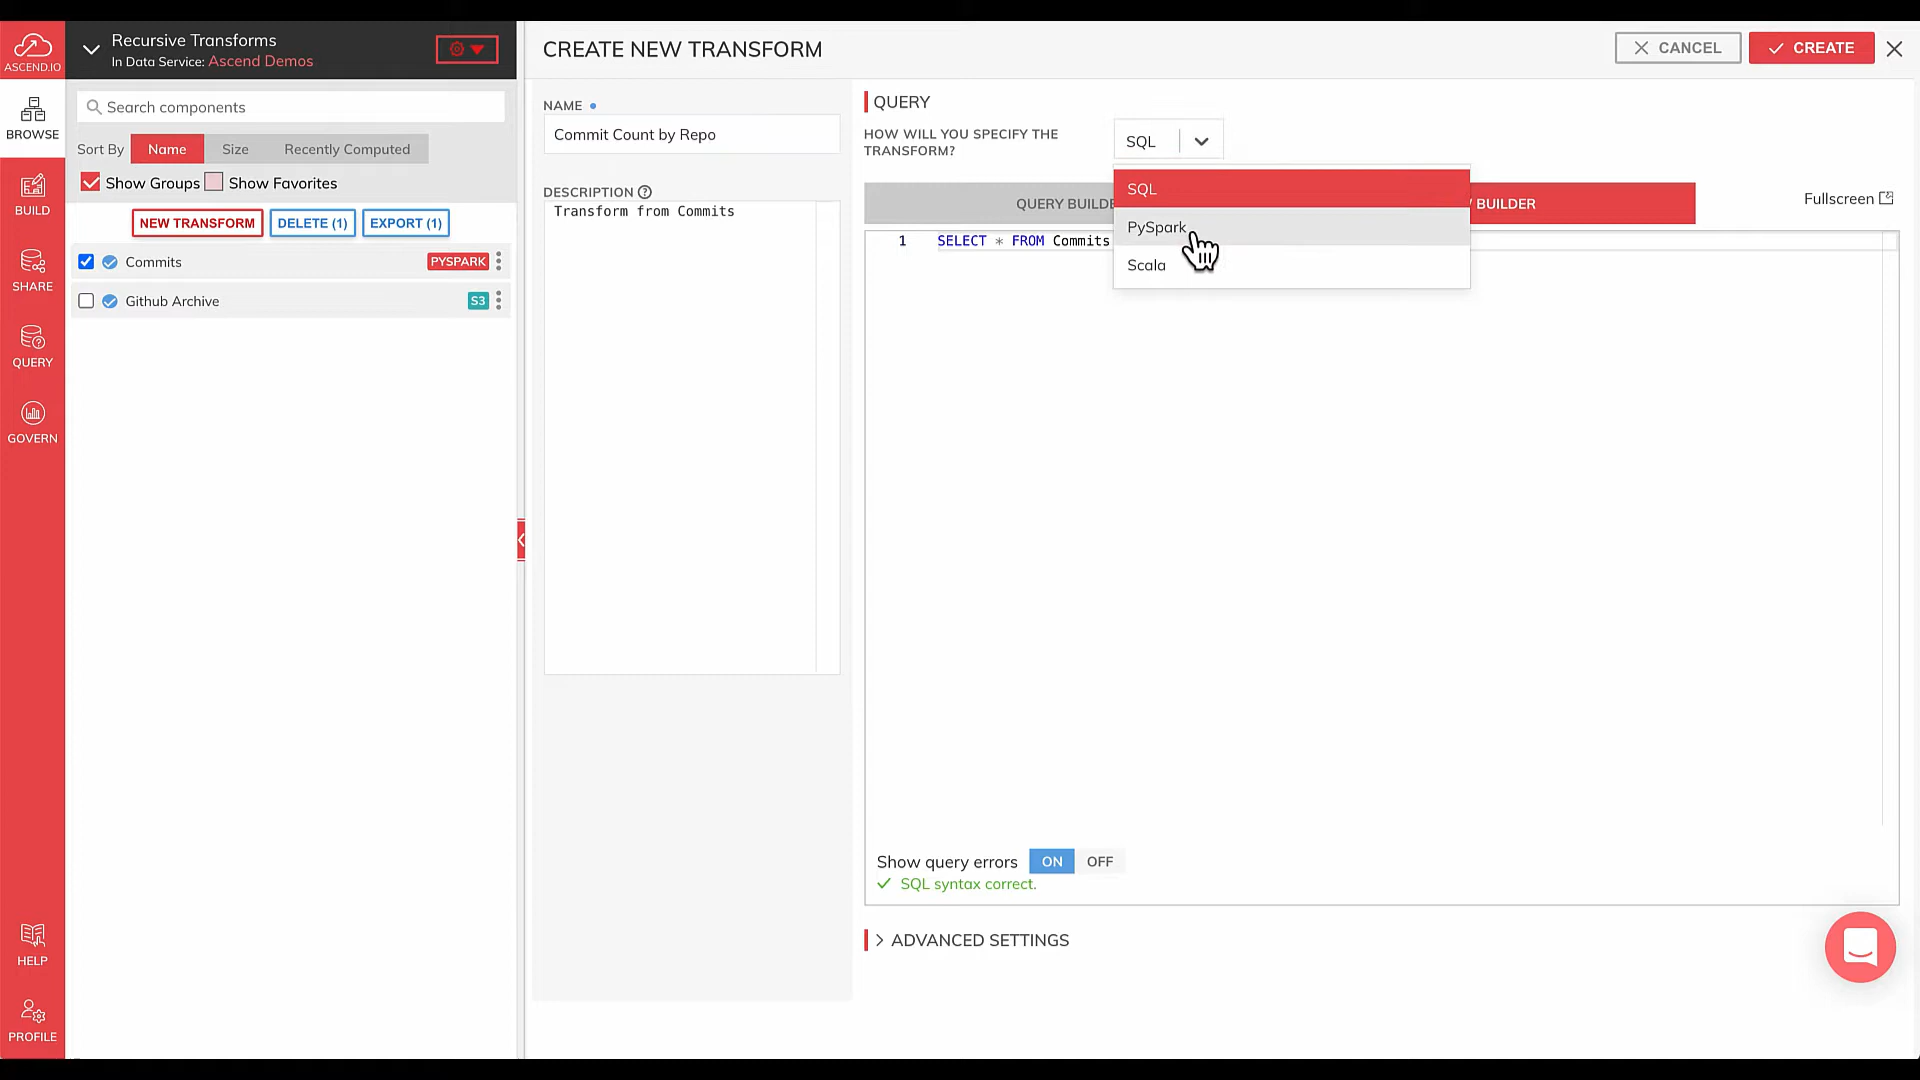 ASCEND.IO
Recursive Transforms
In Data Service: Ascend Demos
BROWSE
BUILD
SHARE
QUERY
GOVERN
HELP
PROFILE
Search components
Sort By Name Size Recently Computed
Show Groups Show Favorites
NEW TRANSFORM DELETE (1) EXPORT (1)
Commits PYSPARK
Github Archive S3
CREATE NEW TRANSFORM
CANCEL CREATE
NAME
Commit Count by Repo
DESCRIPTION
Transform from Commits
QUERY
HOW WILL YOU SPECIFY THE
TRANSFORM?
SQL
SQL
PySpark
Scala
QUERY BUILDE BUILDER Fullscreen
1 SELECT * FROM Commits
Show query errors ON OFF
SQL syntax correct.
ADVANCED SETTINGS